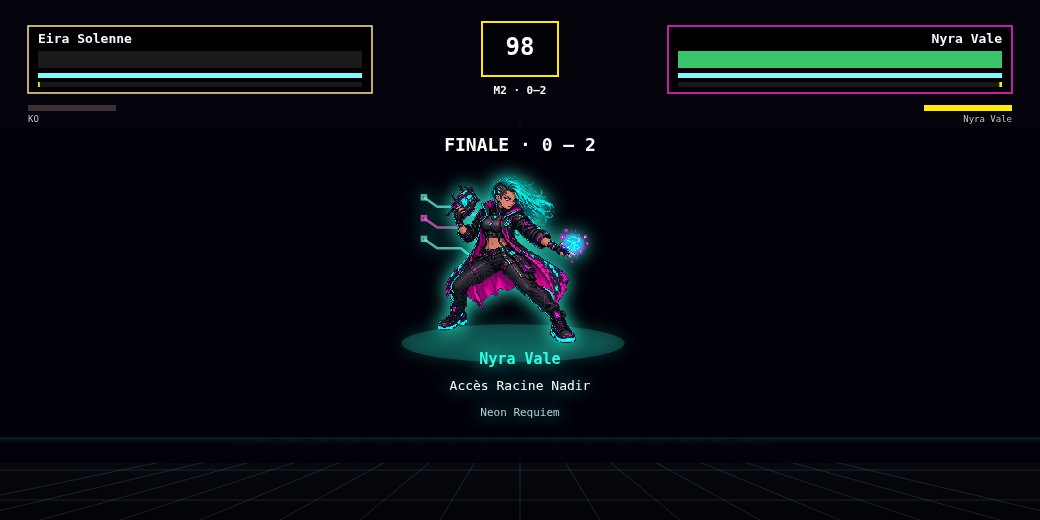 Eira Solenne
98
Nyra Vale
M2 · 0–2
KO
Nyra Vale
FINALE · 0 — 2
Nyra Vale
Accès Racine Nadir
Neon Requiem